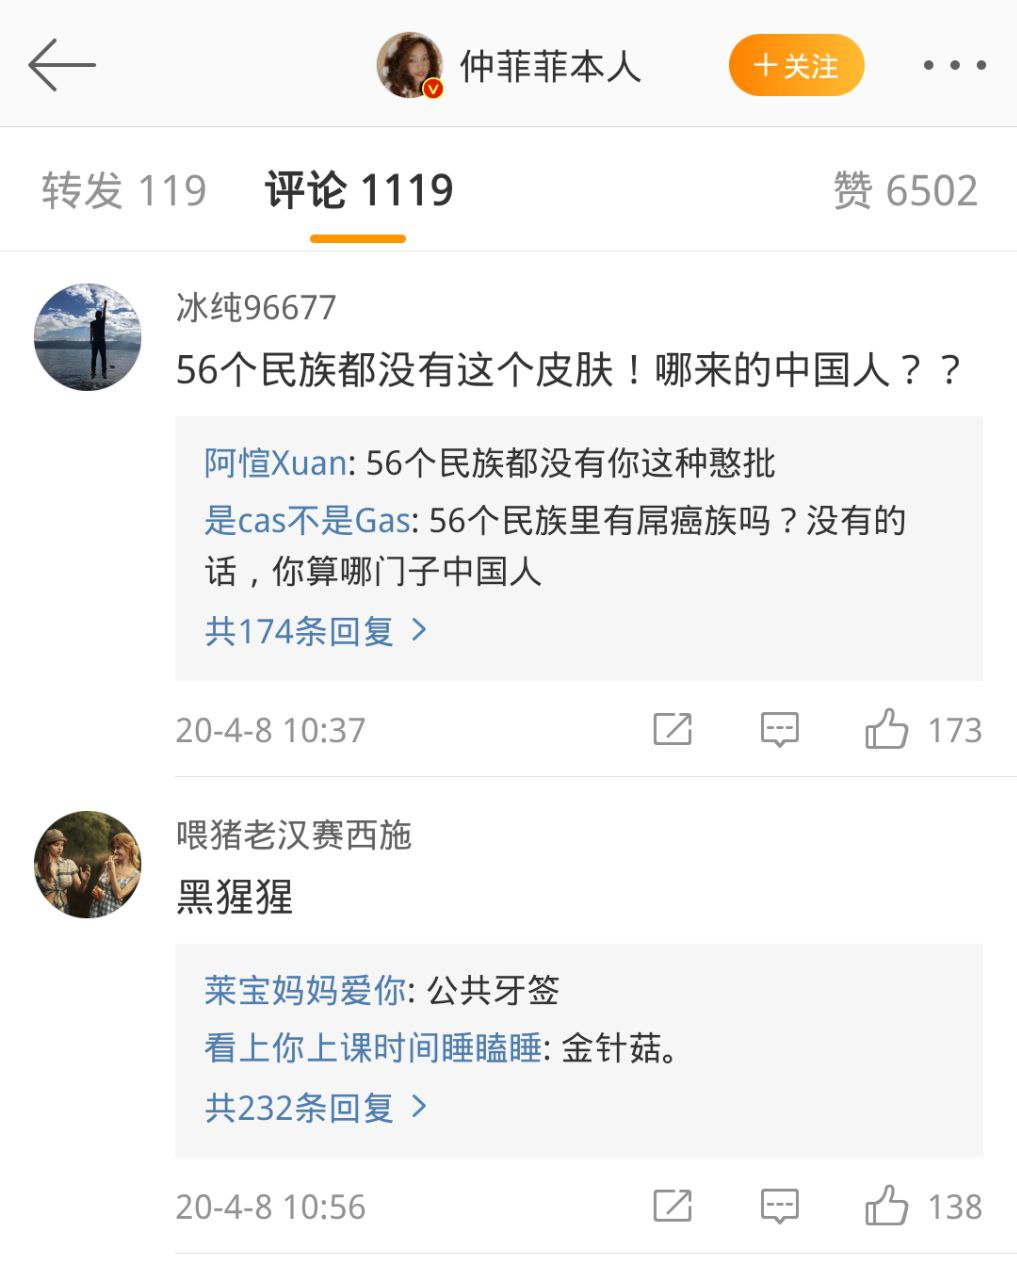 仲菲菲本人
+关注
转发 119 评论 1119 赞 6502
冰纯96677
56个民族都没有这个皮肤！哪来的中国人？？
阿愃Xuan: 56个民族都没有你这种憨批
是cas不是Gas: 56个民族里有屌癌族吗？没有的
话，你算哪门子中国人
共174条回复 >
20-4-8 10:37 173
喂猪老汉赛西施
黑猩猩
莱宝妈妈爱你: 公共牙签
看上你上课时间睡瞌睡: 金针菇。
共232条回复 >
20-4-8 10:56 138